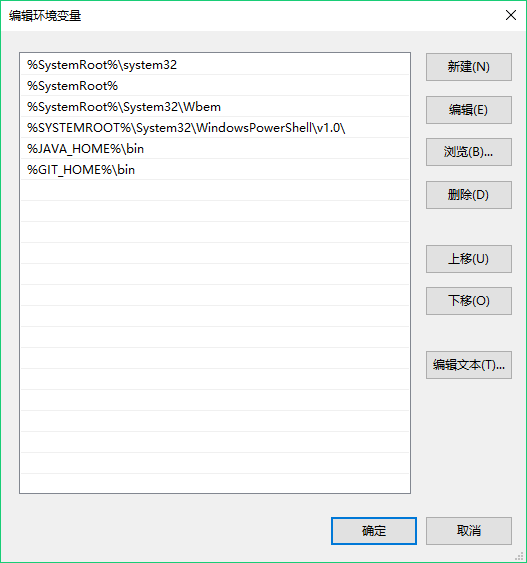 编辑环境变量
%SystemRoot%\system32
%SystemRoot%
%SystemRoot%\System32\Wbem
%SYSTEMROOT%\System32\WindowsPowerShell\v1.0\
%JAVA_HOME%\bin
%GIT_HOME%\bin
新建(N)
编辑(E)
浏览(B)...
删除(D)
上移(U)
下移(O)
编辑文本(T)...
确定
取消